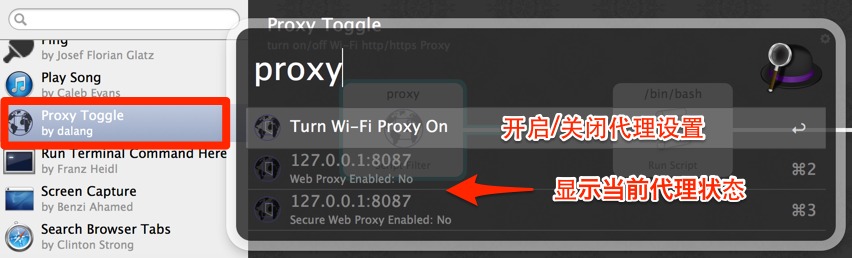 Ping
by Josef Florian Glatz
Play Song
by Caleb Evans
Proxy Toggle
by dalang
Run Terminal Command Here
by Franz Heidl
Screen Capture
by Benzi Ahamed
Search Browser Tabs
by Clinton Strong
Proxy Toggle
turn on/off Wi-Fi http/https Proxy
proxy
proxy
/bin/bash
Turn Wi-Fi Proxy On
开启/关闭代理设置
↩
Filter
Run Script
127.0.0.1:8087
Web Proxy Enabled: No
⌘2
显示当前代理状态
127.0.0.1:8087
Secure Web Proxy Enabled: No
⌘3